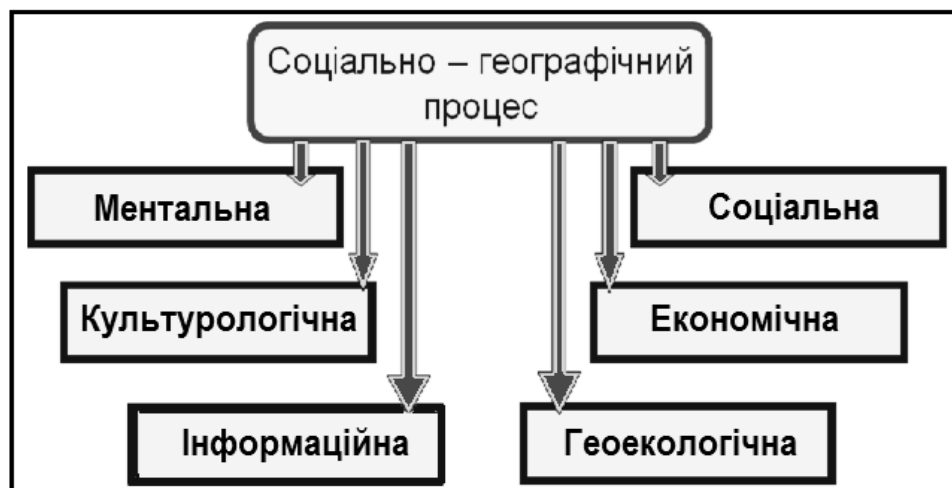 Соціально – географічний
процес
Ментальна
Соціальна
Культурологічна
Економічна
Інформаційна
Геоекологічна